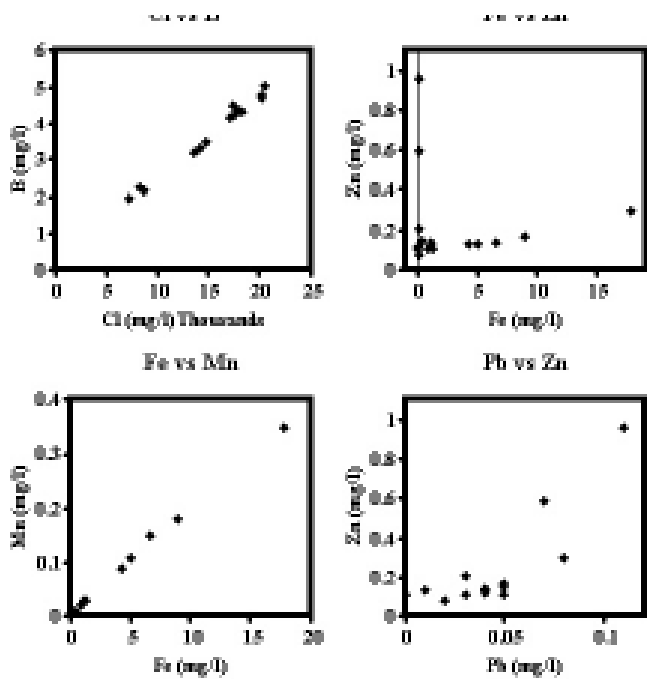 6
5
4
3
2
1
0
B (mg/l)
0 5 10 15 20 25
Cl (mg/l) Thousands
1
0.8
0.6
0.4
0.2
0
Zn (mg/l)
0 5 10 15
Fe (mg/l)
Fe vs Mn
0.4
0.3
0.2
0.1
0
Mn (mg/l)
0 5 10 15 20
Fe (mg/l)
Pb vs Zn
1
0.8
0.6
0.4
0.2
0
Zn (mg/l)
0 0.05 0.1
Pb (mg/l)